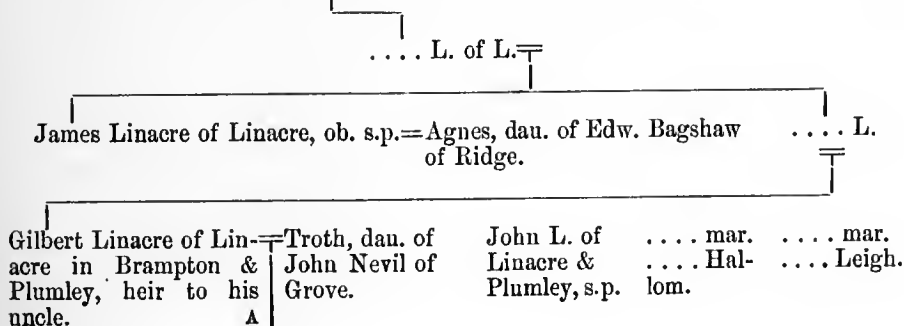 .... L. of L.
James Linacre of Linacre, ob. s.p.=Agnes, dau. of Edw. Bagshaw
of Ridge.
.... L.
Gilbert Linacre of Lin-
acre in Brampton &
Plumley, heir to his
uncle. A
Troth, dau. of
John Nevil of
Grove.
John L. of
Linacre &
Plumley, s.p.
.... mar.
.... Hal-
lom.
.... mar.
.... Leigh.